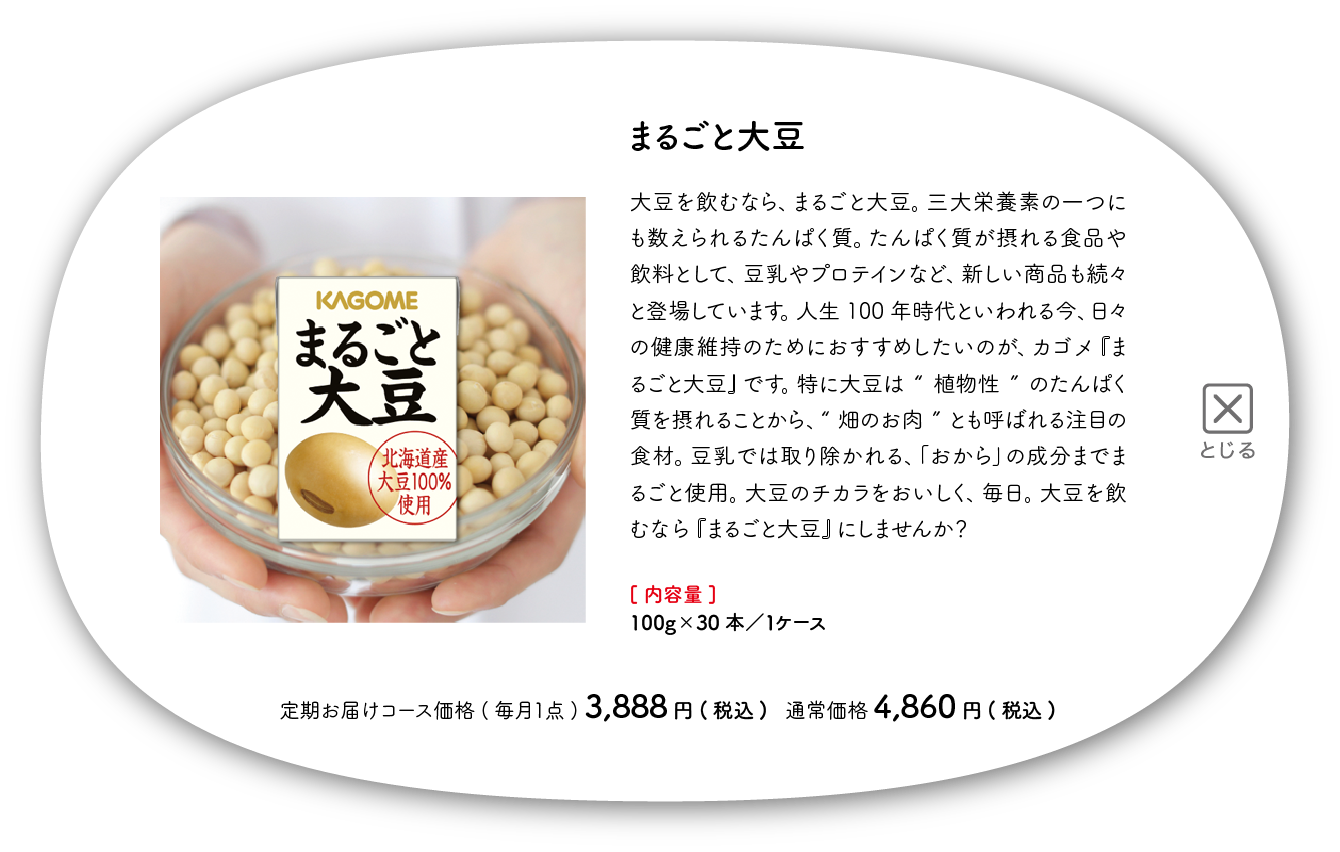 まるごと大豆
大豆を飲むなら、まるごと大豆。三大栄養素の一つに
も数えられるたんぱく質。たんぱく質が摂れる食品や
飲料として、豆乳やプロテインなど、新しい商品も続々
と登場しています。人生 100 年時代といわれる今、日々
の健康維持のためにおすすめしたいのが、カゴメ『ま
るごと大豆』です。特に大豆は “ 植物性 ” のたんぱく
質を摂れることから、“ 畑のお肉 ” とも呼ばれる注目の
食材。豆乳では取り除かれる、「おから」の成分までま
るごと使用。大豆のチカラをおいしく、毎日。大豆を飲
むなら『まるごと大豆』にしませんか？
[ 内容量 ]
100g×30 本／1ケース
KAGOME
まるごと
大豆
北海道産
大豆100%
使用
とじる
定期お届けコース価格 ( 毎月1点 ) 3,888 円 ( 税込 ) 通常価格 4,860 円 ( 税込 )